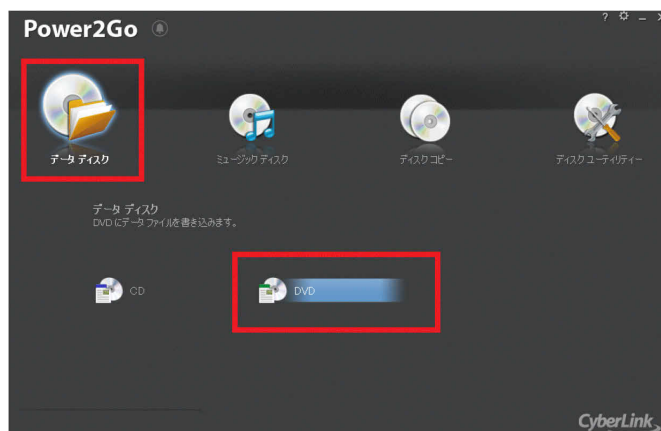 Power2Go
? _ X
データ ディスク
ミュージック ディスク
ディスク コピー
ディスク ユーティリティー
データ ディスク
DVD にデータ ファイルを書き込みます。
CD
DVD
CyberLink